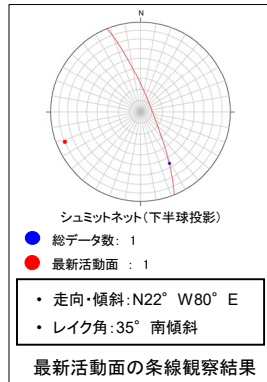 N
シュミットネット(下半球投影)
総データ数: 1
最新活動面 : 1
• 走向・傾斜:N22° W80° E
• レイク角:35° 南傾斜
最新活動面の条線観察結果